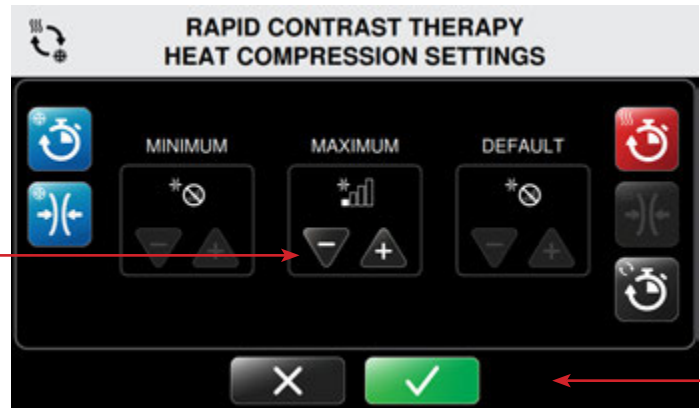 RAPID CONTRAST THERAPY
HEAT COMPRESSION SETTINGS
MINIMUM
MAXIMUM
DEFAULT